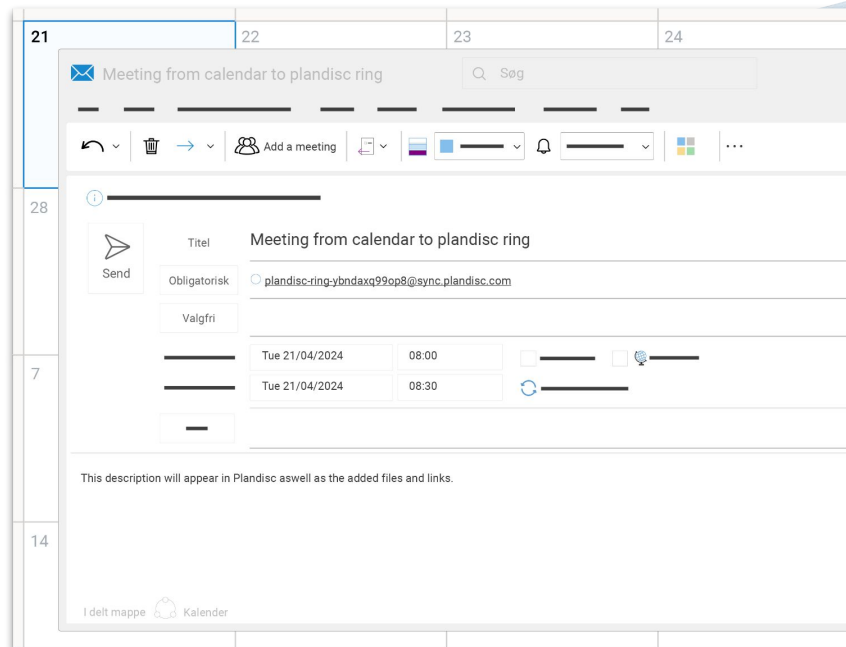 21
22
23
24
Meeting from calendar to plandisc ring
Søg
Add a meeting
28
Titel
Meeting from calendar to plandisc ring
Send
Obligatorisk
plandisc-ring-ybndaxq99op8@sync.plandisc.com
Valgfri
Tue 21/04/2024
08:00
7
Tue 21/04/2024
08:30
This description will appear in Plandisc aswell as the added files and links.
14
I delt mappe
Kalender